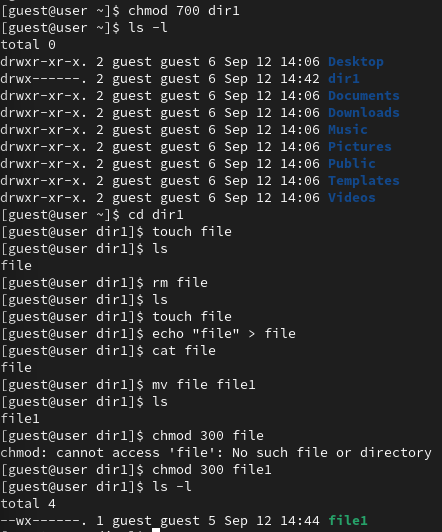 [guest@user ~]$ chmod 700 dir1
[guest@user ~]$ ls -l
total 0
drwxr-xr-x. 2 guest guest 6 Sep 12 14:06 Desktop
drwx------. 2 guest guest 6 Sep 12 14:42 dir1
drwxr-xr-x. 2 guest guest 6 Sep 12 14:06 Documents
drwxr-xr-x. 2 guest guest 6 Sep 12 14:06 Downloads
drwxr-xr-x. 2 guest guest 6 Sep 12 14:06 Music
drwxr-xr-x. 2 guest guest 6 Sep 12 14:06 Pictures
drwxr-xr-x. 2 guest guest 6 Sep 12 14:06 Public
drwxr-xr-x. 2 guest guest 6 Sep 12 14:06 Templates
drwxr-xr-x. 2 guest guest 6 Sep 12 14:06 Videos
[guest@user ~]$ cd dir1
[guest@user dir1]$ touch file
[guest@user dir1]$ ls
file
[guest@user dir1]$ rm file
[guest@user dir1]$ ls
[guest@user dir1]$ touch file
[guest@user dir1]$ echo "file" > file
[guest@user dir1]$ cat file
file
[guest@user dir1]$ mv file file1
[guest@user dir1]$ ls
file1
[guest@user dir1]$ chmod 300 file
chmod: cannot access 'file': No such file or directory
[guest@user dir1]$ chmod 300 file1
[guest@user dir1]$ ls -l
total 4
--wx------. 1 guest guest 5 Sep 12 14:44 file1